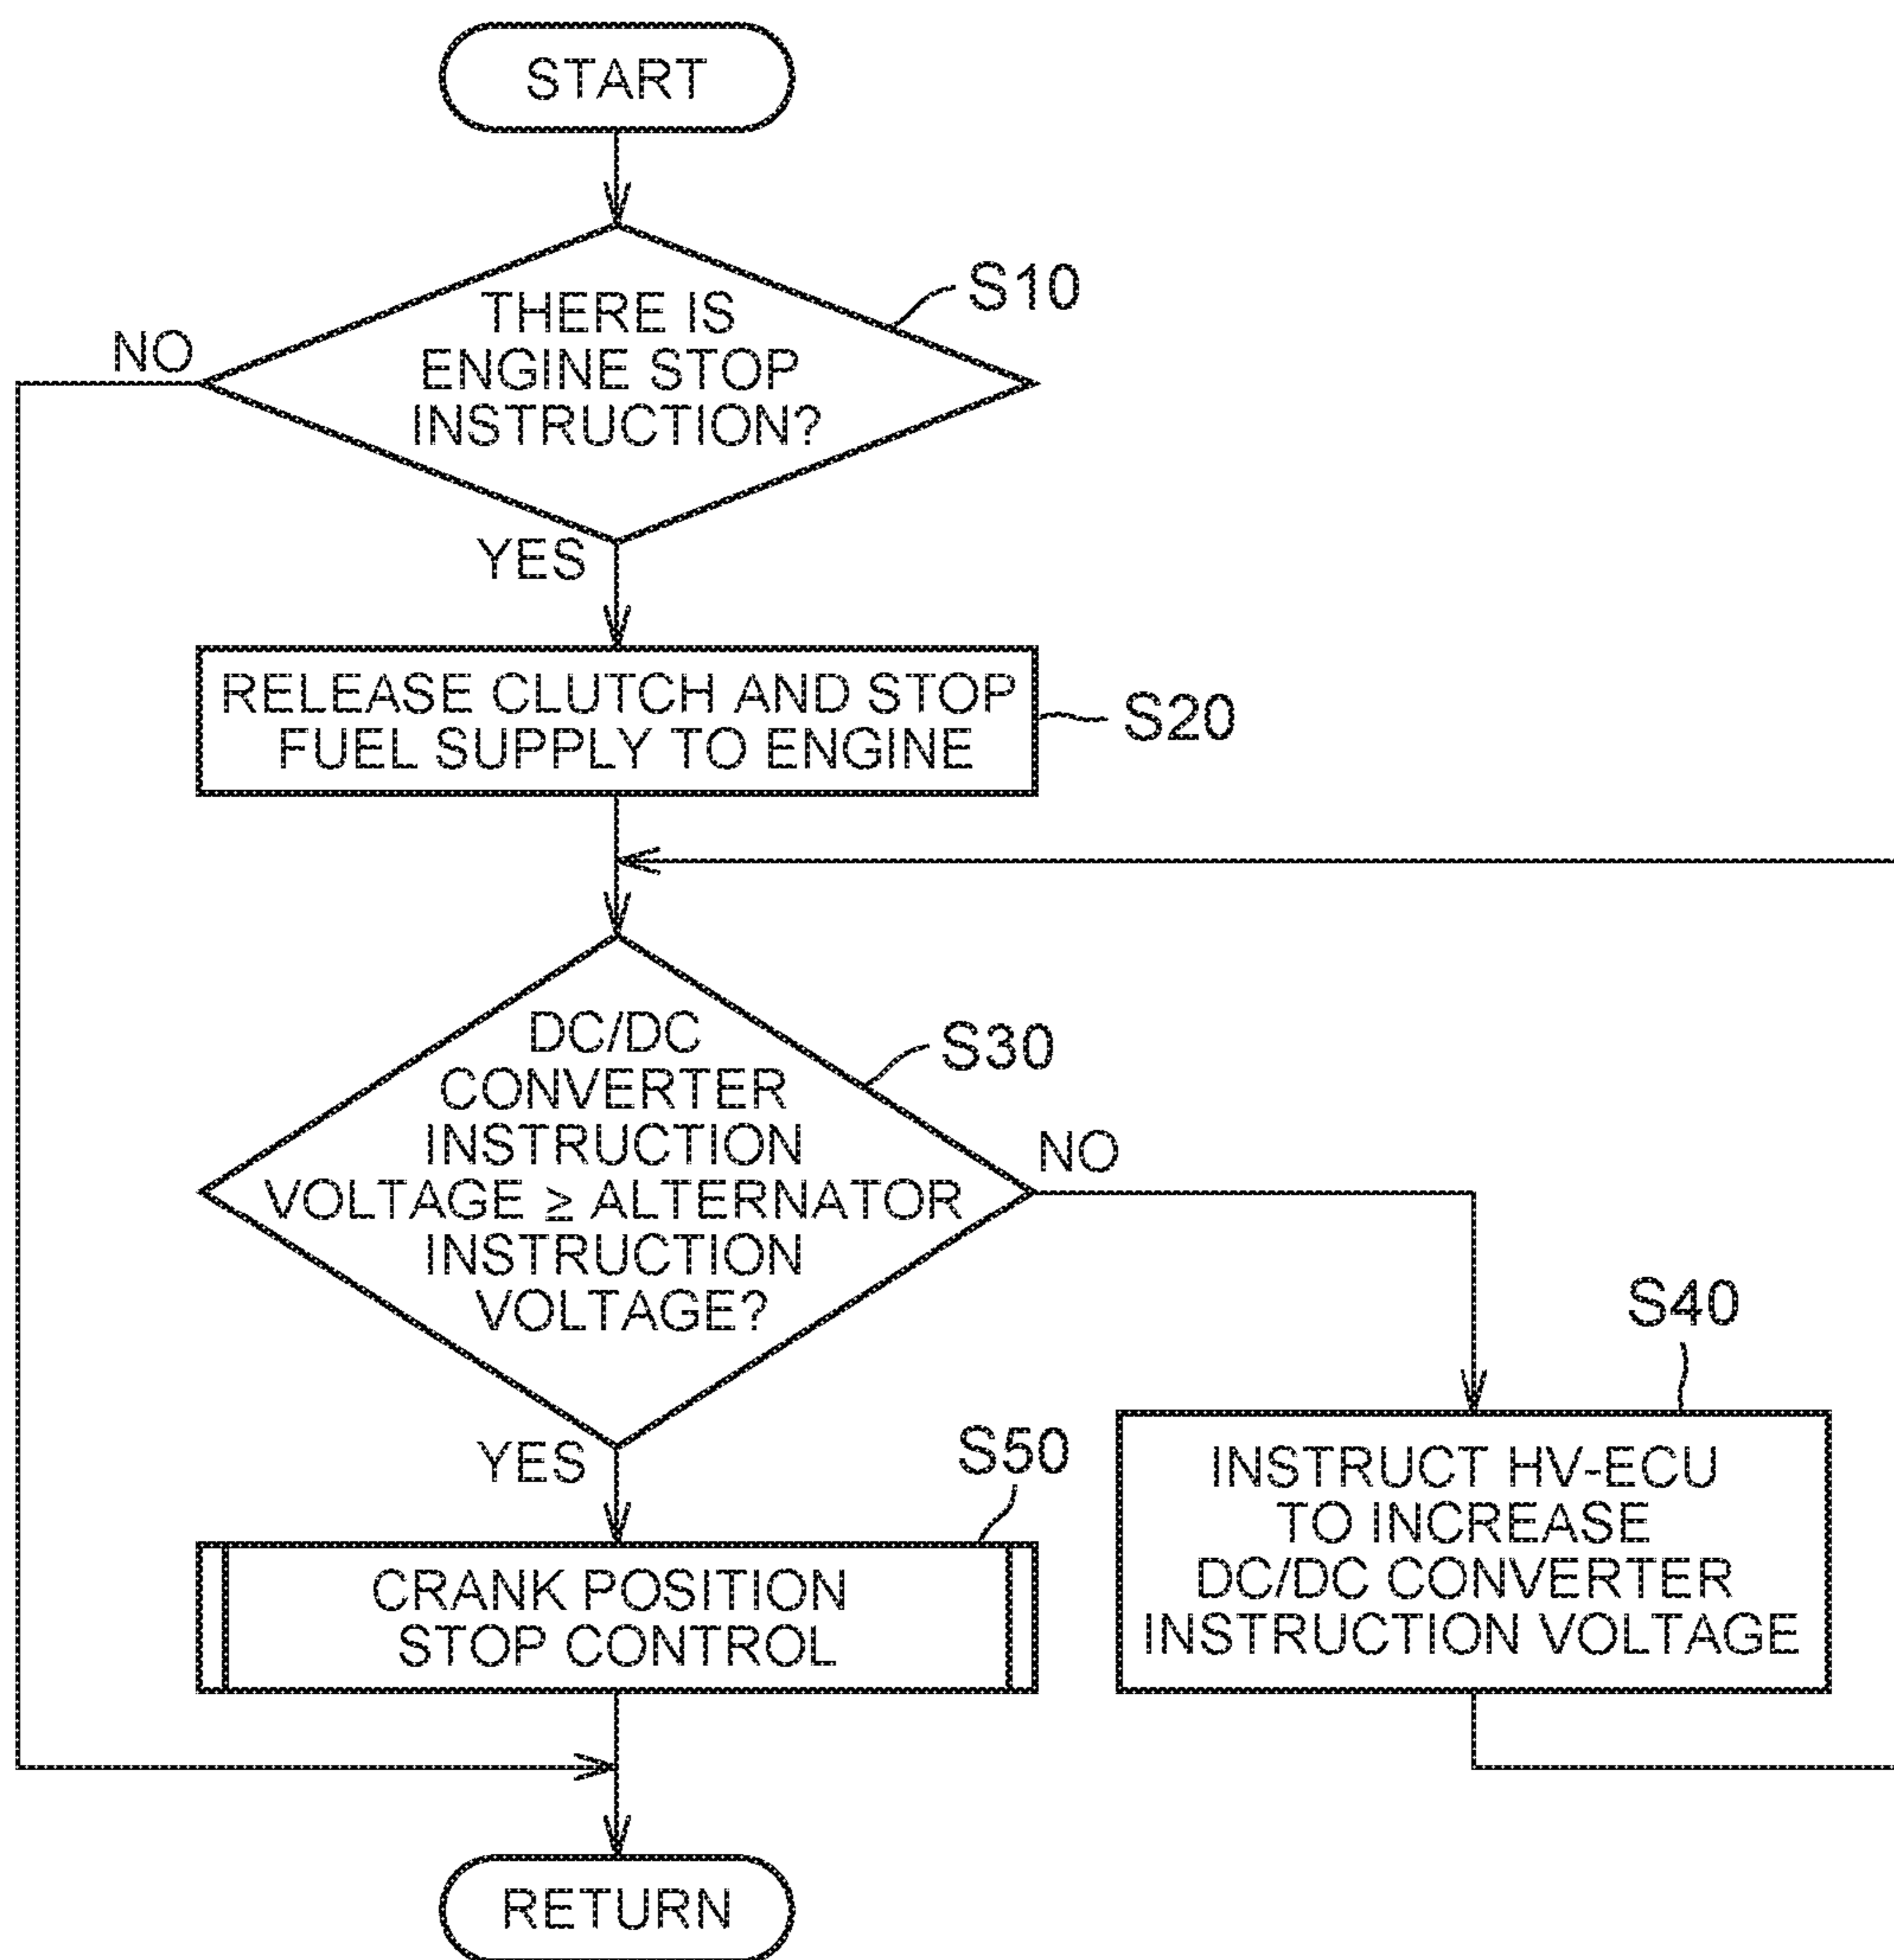 START
S10
THERE IS
ENGINE STOP
INSTRUCTION?
NO
YES
RELEASE CLUTCH AND STOP
FUEL SUPPLY TO ENGINE
S20
DC/DC
CONVERTER
INSTRUCTION
VOLTAGE ≥ ALTERNATOR
INSTRUCTION
VOLTAGE?
S30
NO
YES
S40
INSTRUCT HV-ECU
TO INCREASE
DC/DC CONVERTER
INSTRUCTION VOLTAGE
S50
CRANK POSITION
STOP CONTROL
RETURN